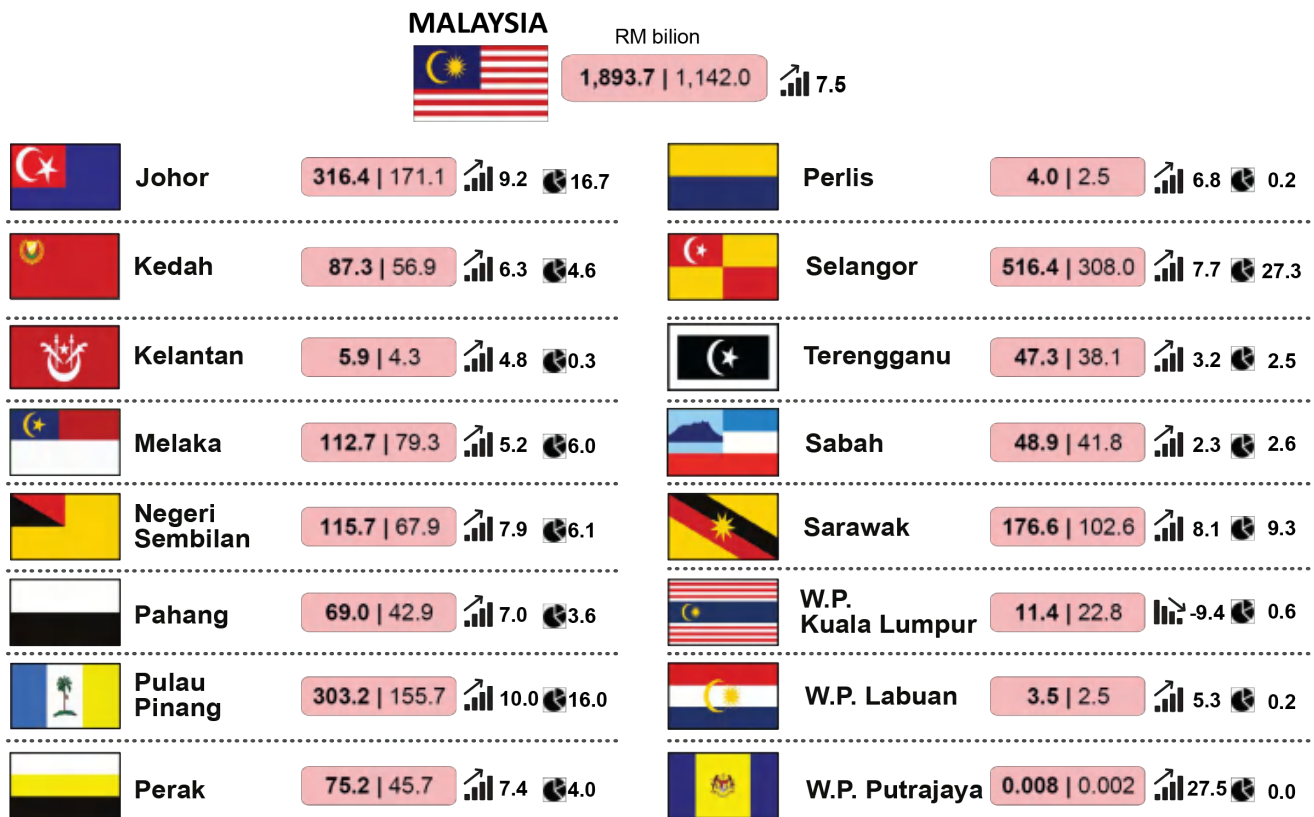 MALAYSIA
RM bilion
1,893.7 | 1,142.0 7.5
Johor 316.4 | 171.1 9.2 16.7
Kedah 87.3 | 56.9 6.3 4.6
Kelantan 5.9 | 4.3 4.8 0.3
Melaka 112.7 | 79.3 5.2 6.0
Negeri
Sembilan 115.7 | 67.9 7.9 6.1
Pahang 69.0 | 42.9 7.0 3.6
Pulau
Pinang 303.2 | 155.7 10.0 16.0
Perak 75.2 | 45.7 7.4 4.0
Perlis 4.0 | 2.5 6.8 0.2
Selangor 516.4 | 308.0 7.7 27.3
Terengganu 47.3 | 38.1 3.2 2.5
Sabah 48.9 | 41.8 2.3 2.6
Sarawak 176.6 | 102.6 8.1 9.3
W.P.
Kuala Lumpur 11.4 | 22.8 -9.4 0.6
W.P. Labuan 3.5 | 2.5 5.3 0.2
W.P. Putrajaya 0.008 | 0.002 27.5 0.0